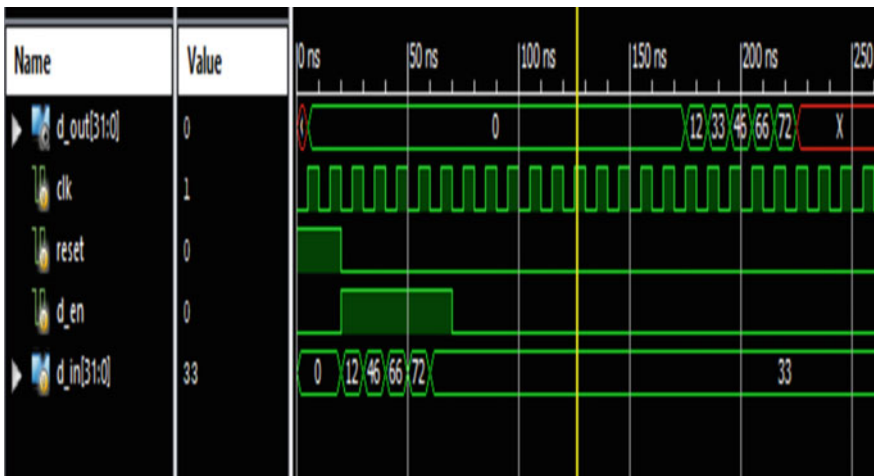 Name Value 0 ns 50 ns 100 ns 150 ns 200 ns 250
d_out[31:0] 0 0 12 33 46 66 72 X
clk 1
reset 0
d_en 0
d_in[31:0] 33 0 12 46 66 72 33